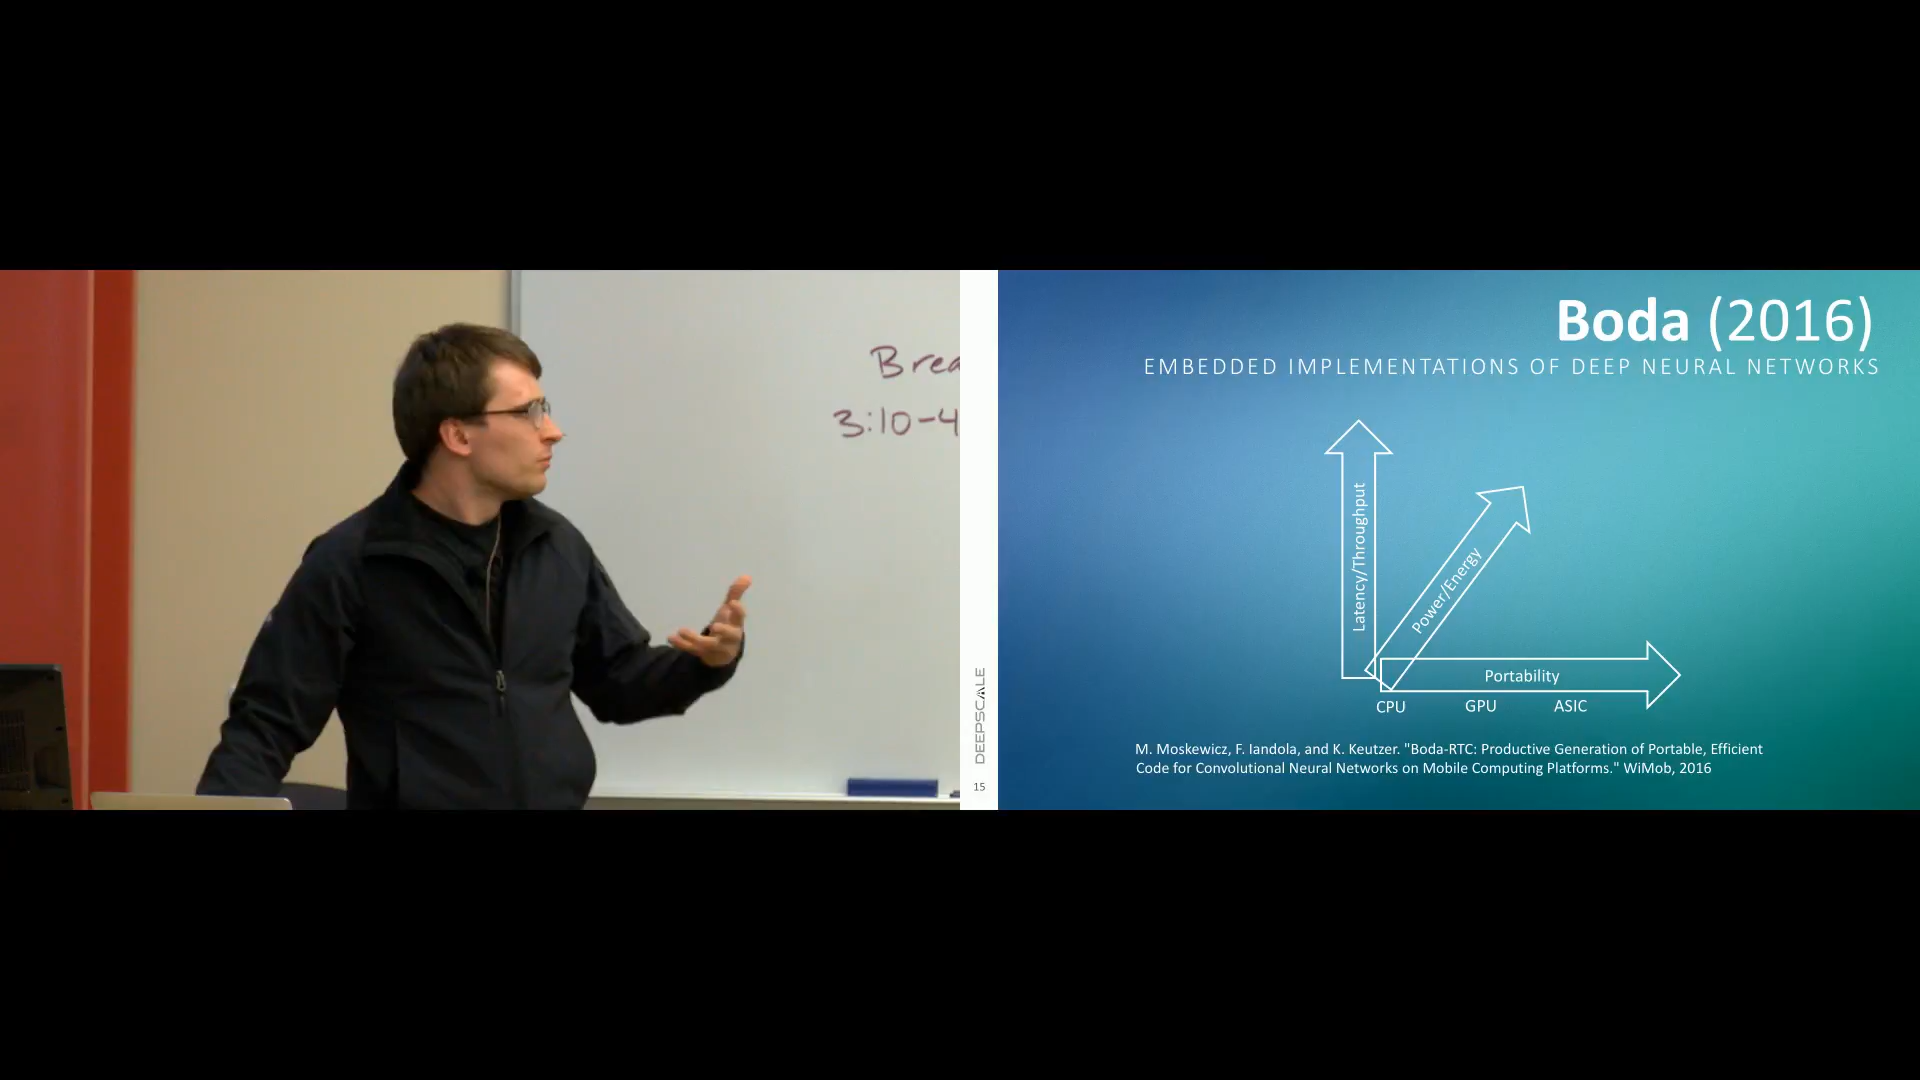 Brea
3:10-4
DEEPSCALE
15
Boda (2016)
EMBEDDED IMPLEMENTATIONS OF DEEP NEURAL NETWORKS
Latency/Throughput
Power/Energy
Portability
CPU GPU ASIC
M. Moskewicz, F. Iandola, and K. Keutzer. "Boda-RTC: Productive Generation of Portable, Efficient
Code for Convolutional Neural Networks on Mobile Computing Platforms." WiMob, 2016